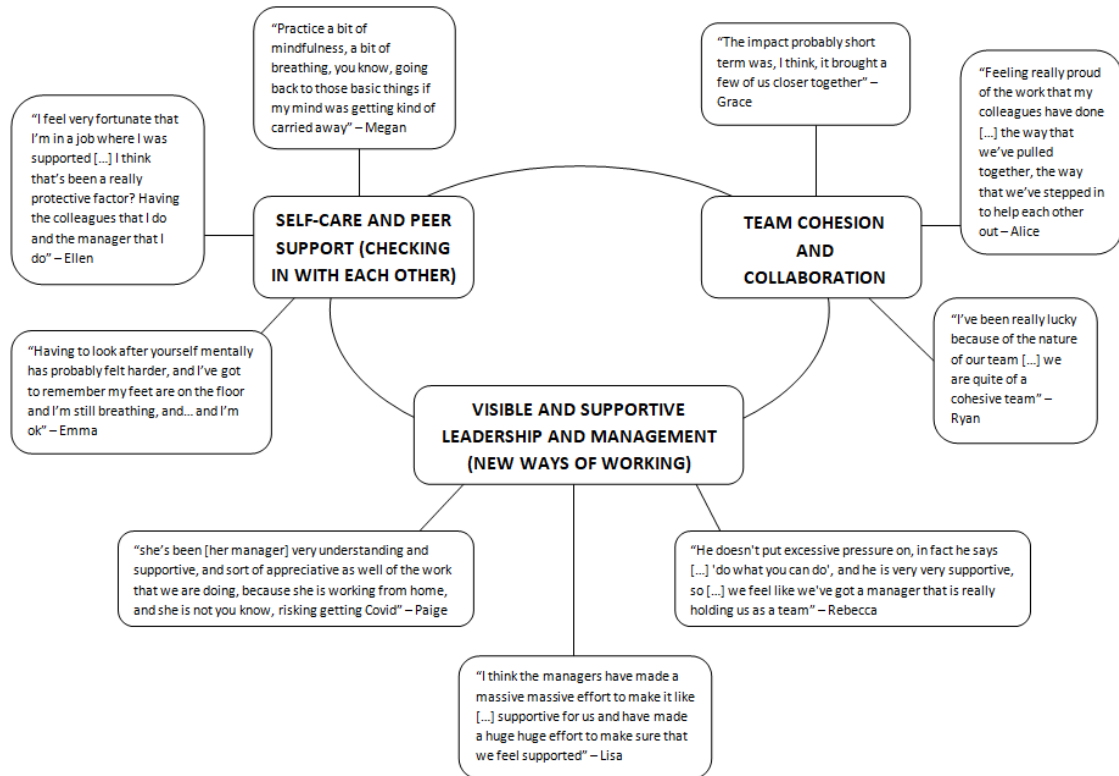 “Practice a bit of
mindfulness, a bit of
breathing, you know, going
back to those basic things if
my mind was getting kind of
carried away” – Megan
“The impact probably short
term was, I think, it brought a
few of us closer together” –
Grace
“I feel very fortunate that
I’m in a job where I was
supported [...] I think
that’s been a really
protective factor? Having
the colleagues that I do
and the manager that I
do” – Ellen
“Feeling really proud
of the work that my
colleagues have done
[...] the way that
we’ve pulled
together, the way
that we’ve stepped in
to help each other
out – Alice
SELF-CARE AND PEER
SUPPORT (CHECKING
IN WITH EACH OTHER)
TEAM COHESION
AND
COLLABORATION
“Having to look after yourself mentally
has probably felt harder, and I’ve got
to remember my feet are on the floor
and I’m still breathing, and... and I’m
ok” – Emma
“I’ve been really lucky
because of the nature
of our team [...] we
are quite of a
cohesive team” –
Ryan
VISIBLE AND SUPPORTIVE
LEADERSHIP AND MANAGEMENT
(NEW WAYS OF WORKING)
“she’s been [her manager] very understanding and
supportive, and sort of appreciative as well of the work
that we are doing, because she is working from home,
and she is not you know, risking getting Covid” – Paige
“He doesn't put excessive pressure on, in fact he says
[...] 'do what you can do', and he is very very supportive,
so [...] we feel like we've got a manager that is really
holding us as a team” – Rebecca
“I think the managers have made a
massive massive effort to make it like
[...] supportive for us and have made
a huge huge effort to make sure that
we feel supported” – Lisa